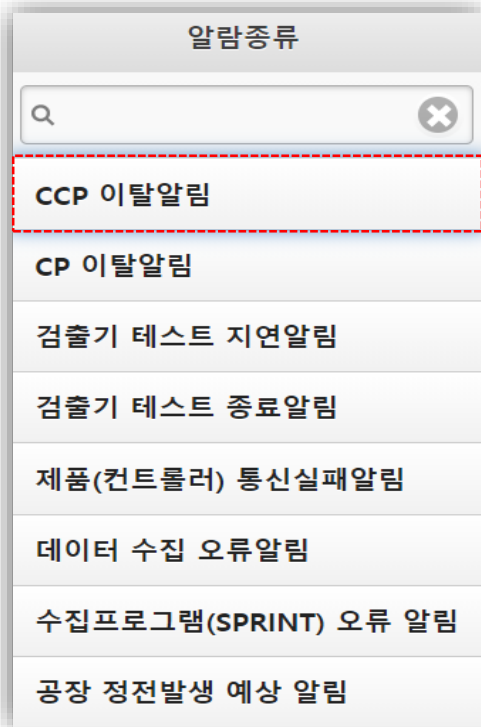 알람종류
CCP 이탈알림
CP 이탈알림
검출기 테스트 지연알림
검출기 테스트 종료알림
제품(컨트롤러) 통신실패알림
데이터 수집 오류알림
수집프로그램(SPRINT) 오류 알림
공장 정전발생 예상 알림